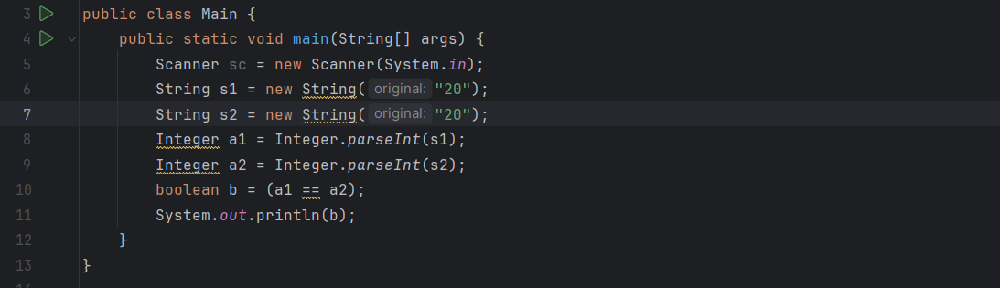 3 public class Main {
4 public static void main(String[] args) {
5 Scanner sc = new Scanner(System.in);
6 String s1 = new String( original: "20");
7 String s2 = new String( original: "20");
8 Integer a1 = Integer.parseInt(s1);
9 Integer a2 = Integer.parseInt(s2);
10 boolean b = (a1 == a2);
11 System.out.println(b);
12 }
13 }